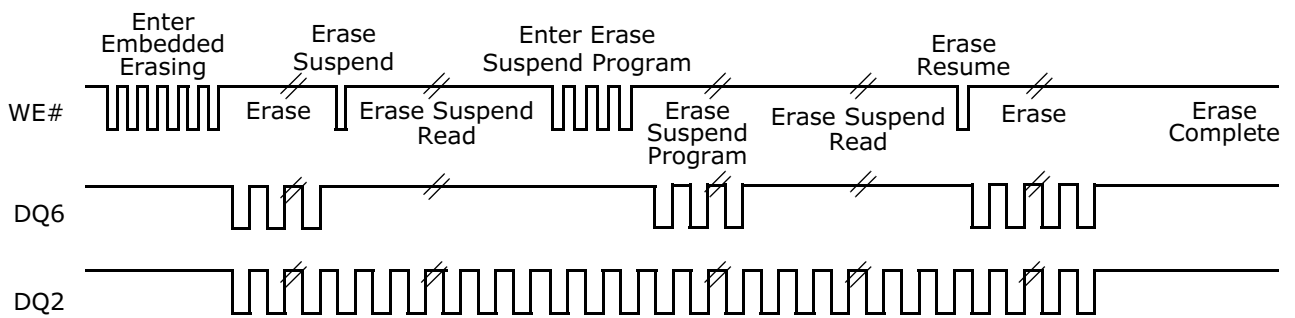 Enter
Embedded
Erasing
Erase
Suspend
Enter Erase
Suspend Program
Erase
Resume
WE#
Erase
Erase Suspend
Read
Erase
Suspend
Program
Erase Suspend
Read
Erase
Erase
Complete
DQ6
DQ2